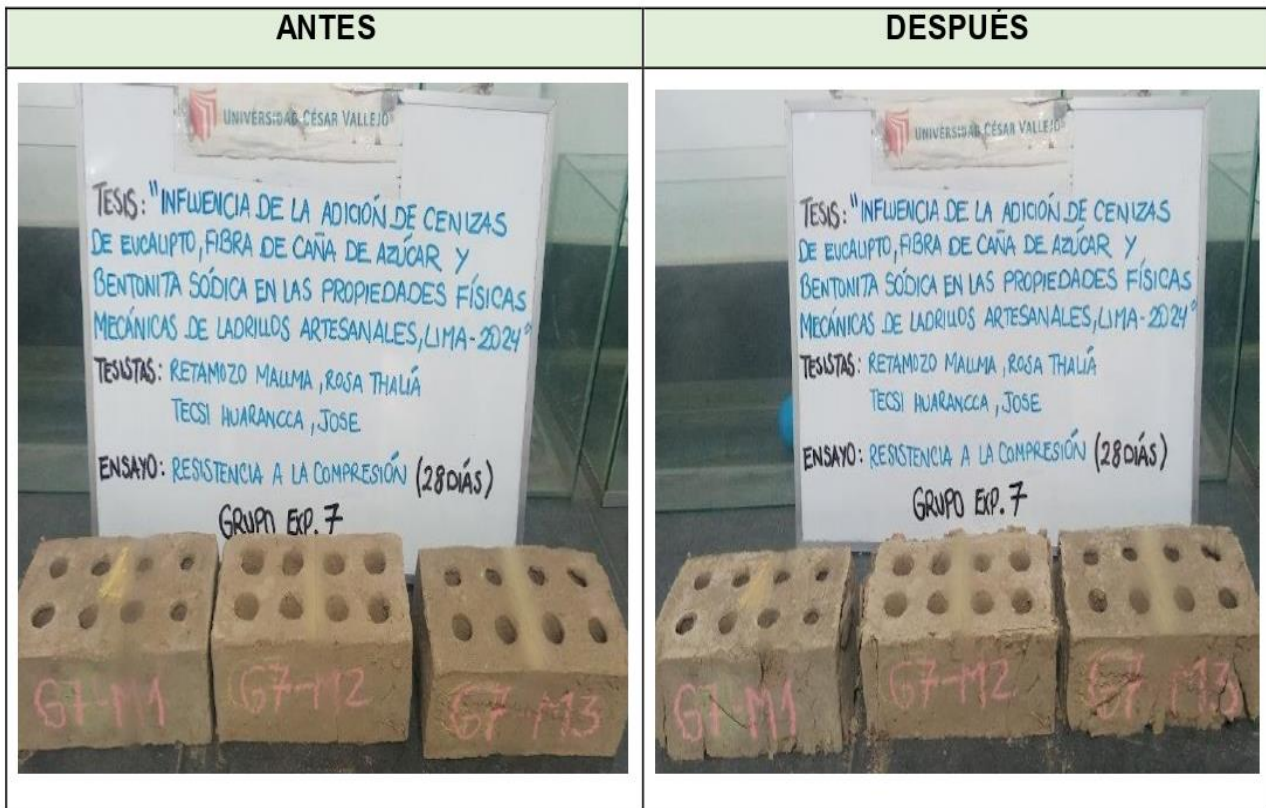 ANTES
DESPUÉS
UNIVERSIDAD CÉSAR VALLEJO
TESIS: "INFLUENCIA DE LA ADICIÓN DE CENIZAS
DE EUCALIPTO, FIBRA DE CAÑA DE AZÚCAR Y
BENTONITA SÓDICA EN LAS PROPIEDADES FÍSICAS
MECÁNICAS DE LADRILLOS ARTESANALES, LIMA-2024"
TESISTAS: RETAMOZO MALLMA, ROSA THALÍA
TECSI HUARANCCA, JOSE
ENSAYO: RESISTENCIA A LA COMPRESIÓN (28 DÍAS)
GRUPO EXP. 7
G7-M1
G7-M2
G7-M3
UNIVERSIDAD CÉSAR VALLEJO
TESIS: "INFLUENCIA DE LA ADICIÓN DE CENIZAS
DE EUCALIPTO, FIBRA DE CAÑA DE AZÚCAR Y
BENTONITA SÓDICA EN LAS PROPIEDADES FÍSICAS
MECÁNICAS DE LADRILLOS ARTESANALES, LIMA-2024"
TESISTAS: RETAMOZO MALLMA, ROSA THALÍA
TECSI HUARANCCA, JOSE
ENSAYO: RESISTENCIA A LA COMPRESIÓN (28 DÍAS)
GRUPO EXP. 7
G7-M1
G7-M2
G7 M3